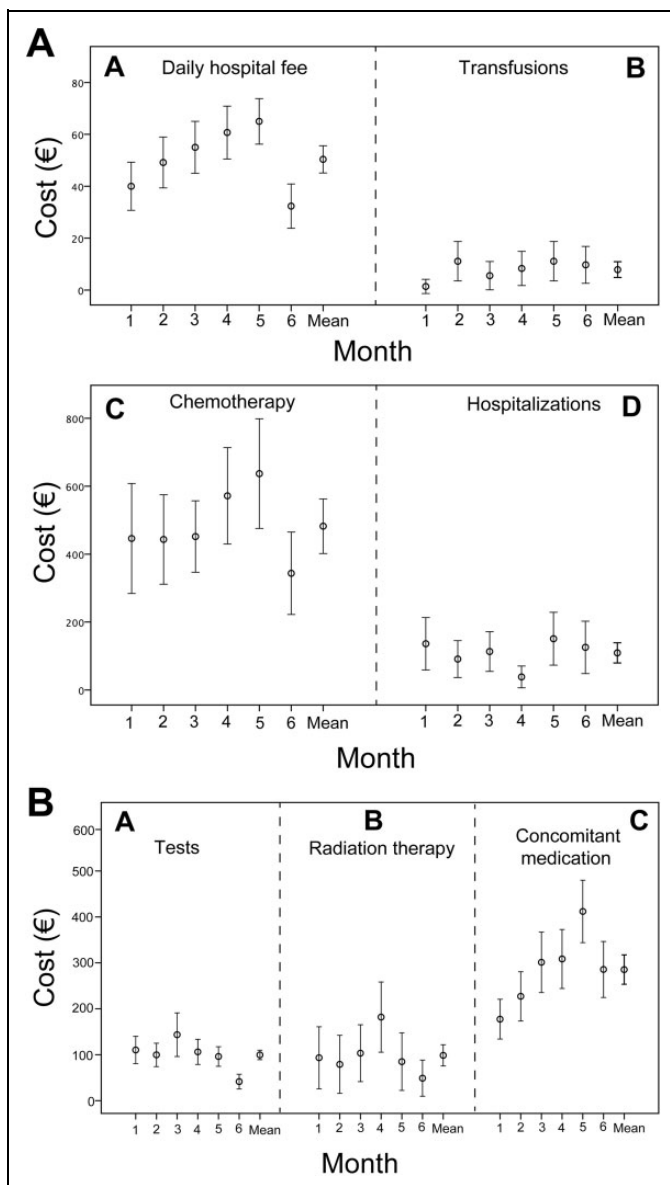 A
A Daily hospital fee Transfusions B
80
60
40
20
0
Cost (€)
1 2 3 4 5 6 Mean 1 2 3 4 5 6 Mean
Month
C Chemotherapy Hospitalizations D
800
600
400
200
0
Cost (€)
1 2 3 4 5 6 Mean 1 2 3 4 5 6 Mean
Month
B
A B C
Tests Radiation therapy Concomitant
medication
600
500
400
300
200
100
0
Cost (€)
1 2 3 4 5 6 Mean 1 2 3 4 5 6 Mean 1 2 3 4 5 6 Mean
Month